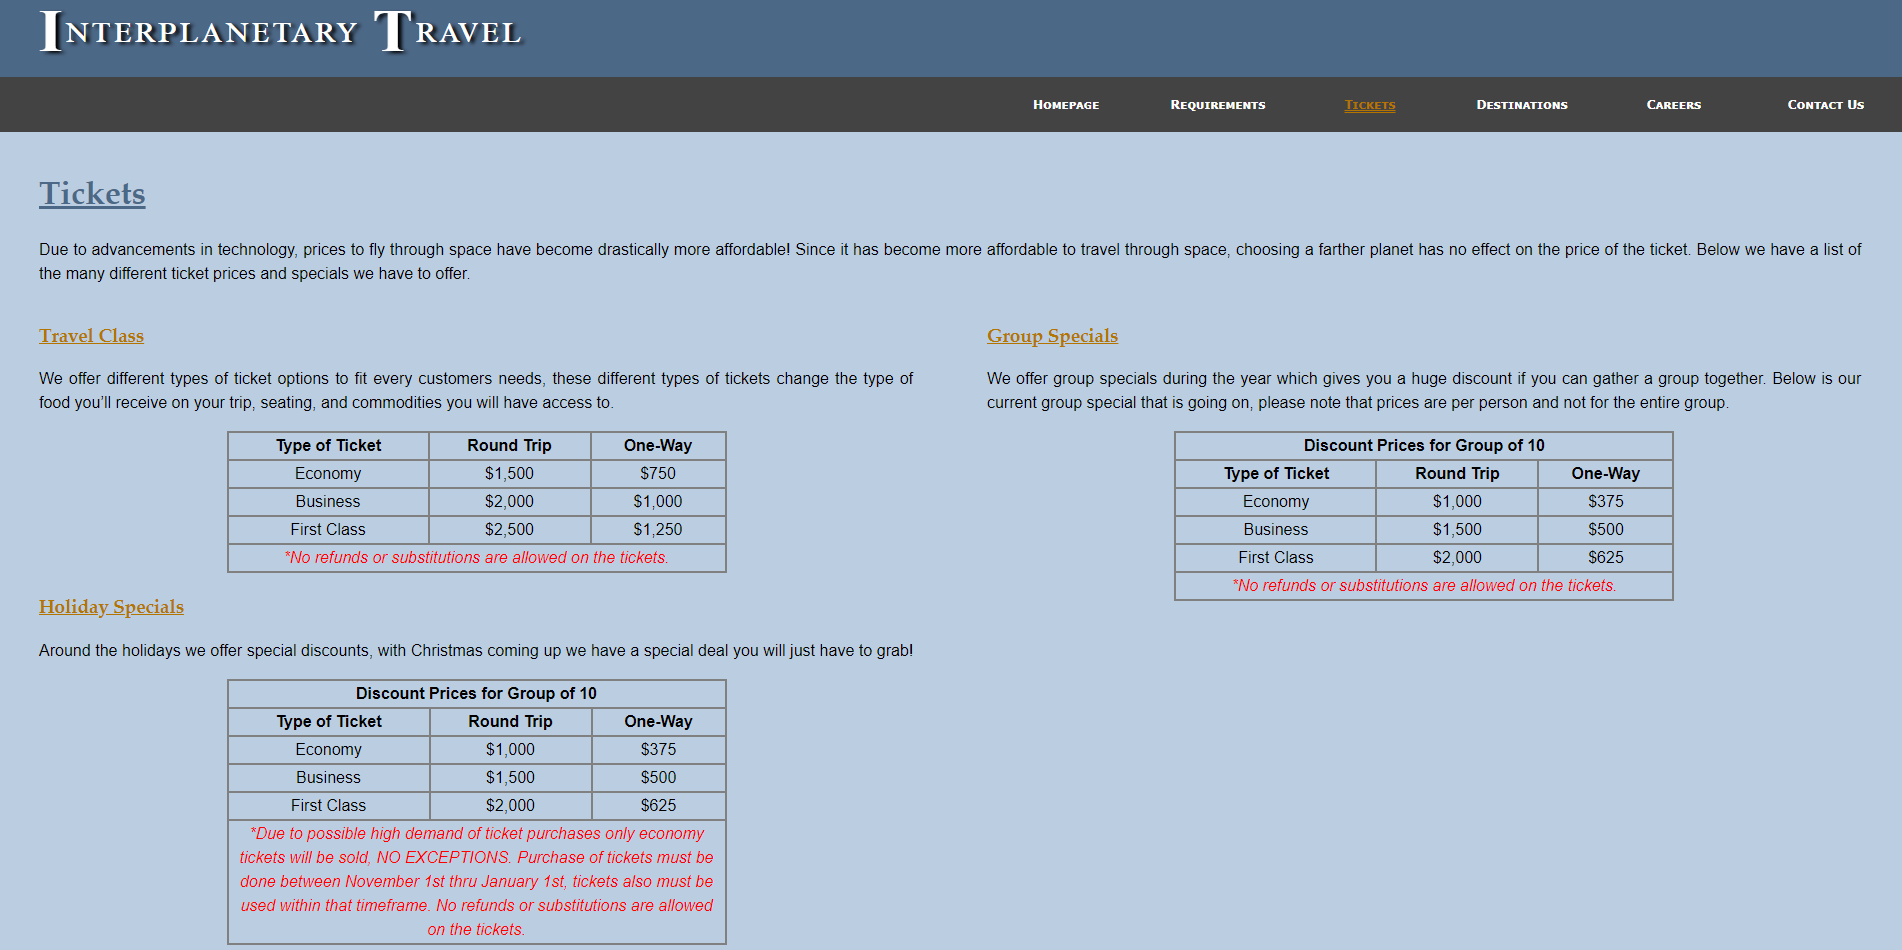 Interplanetary Travel
Homepage Requirements Tickets Destinations Careers Contact Us
Tickets
Due to advancements in technology, prices to fly through space have become drastically more affordable! Since it has become more affordable to travel through space, choosing a farther planet has no effect on the price of the ticket. Below we have a list of
the many different ticket prices and specials we have to offer.
Travel Class
We offer different types of ticket options to fit every customers needs, these different types of tickets change the type of
food you'll receive on your trip, seating, and commodities you will have access to.
Type of Ticket Round Trip One-Way
Economy $1,500 $750
Business $2,000 $1,000
First Class $2,500 $1,250
*No refunds or substitutions are allowed on the tickets.
Holiday Specials
Around the holidays we offer special discounts, with Christmas coming up we have a special deal you will just have to grab!
Discount Prices for Group of 10
Type of Ticket Round Trip One-Way
Economy $1,000 $375
Business $1,500 $500
First Class $2,000 $625
*Due to possible high demand of ticket purchases only economy
tickets will be sold, NO EXCEPTIONS. Purchase of tickets must be
done between November 1st thru January 1st, tickets also must be
used within that timeframe. No refunds or substitutions are allowed
on the tickets.
Group Specials
We offer group specials during the year which gives you a huge discount if you can gather a group together. Below is our
current group special that is going on, please note that prices are per person and not for the entire group.
Discount Prices for Group of 10
Type of Ticket Round Trip One-Way
Economy $1,000 $375
Business $1,500 $500
First Class $2,000 $625
*No refunds or substitutions are allowed on the tickets.